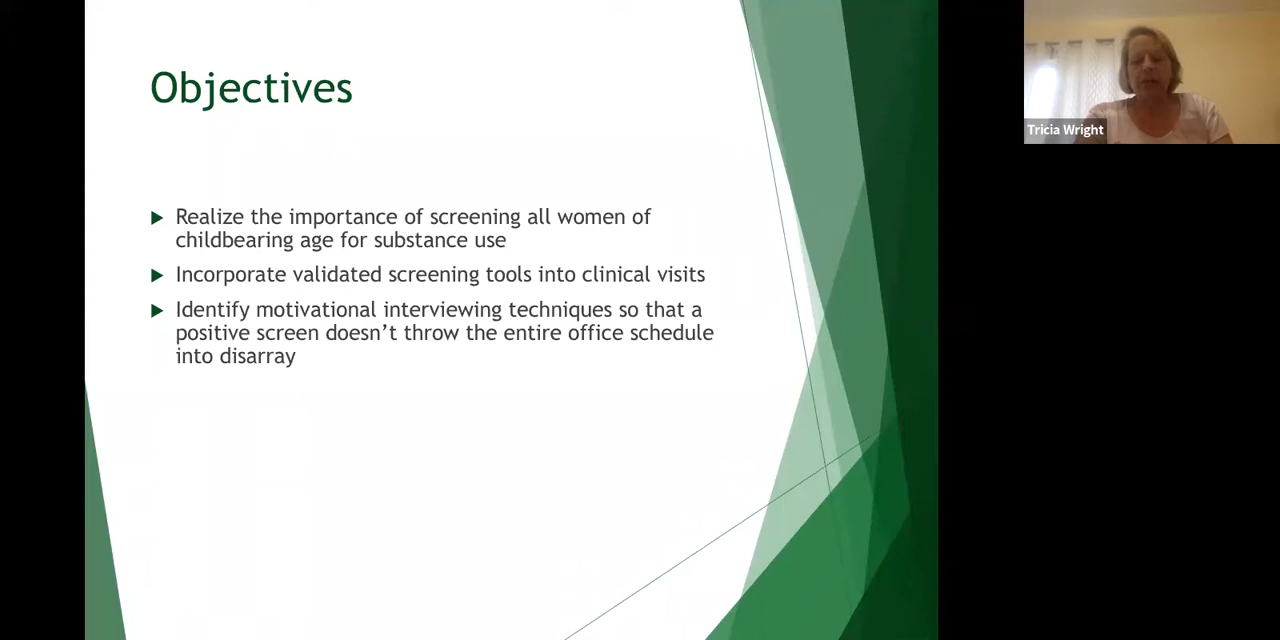 Objectives
Realize the importance of screening all women of
childbearing age for substance use
Incorporate validated screening tools into clinical visits
Identify motivational interviewing techniques so that a
positive screen doesn’t throw the entire office schedule
into disarray
Tricia Wright